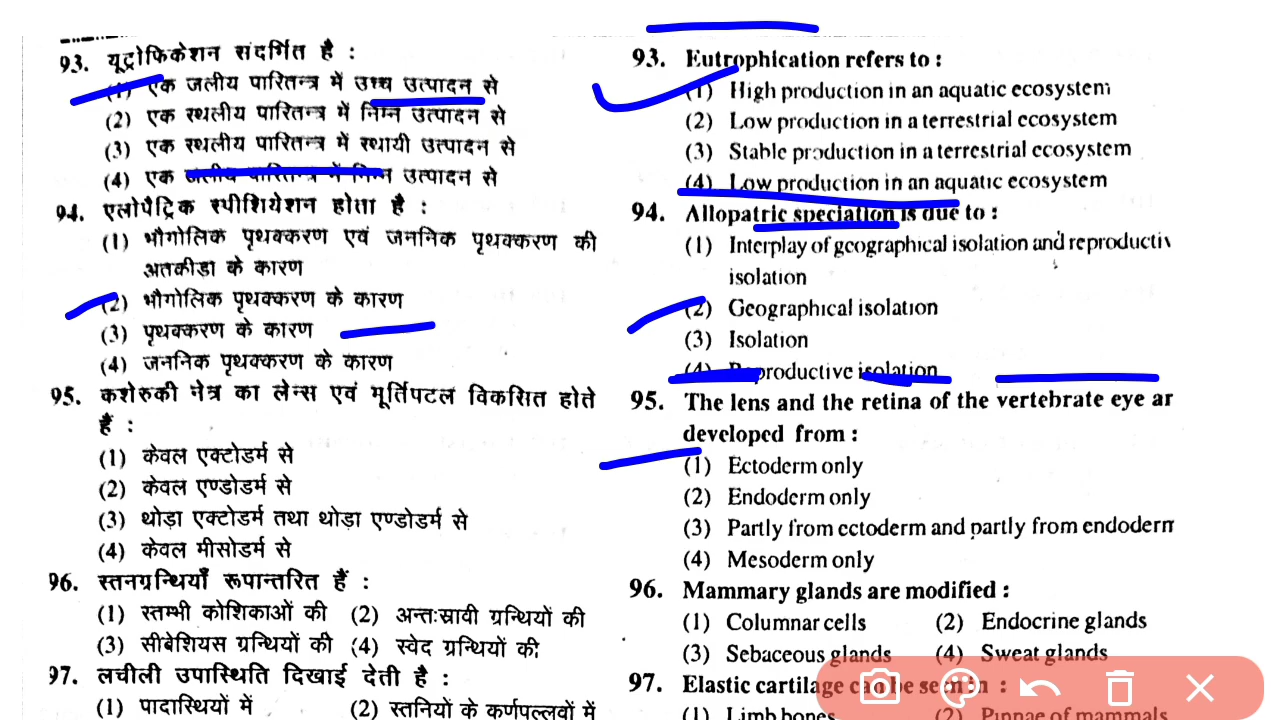 93. यूट्रोफिकेशन संदर्भित है :
(1) एक जलीय पारितन्त्र में उच्च उत्पादन से
(2) एक स्थलीय पारितन्त्र में निम्न उत्पादन से
(3) एक स्थलीय पारितन्त्र में स्थायी उत्पादन से
(4) एक जलीय पारितन्त्र में निम्न उत्पादन से
94. एलोपैट्रिक स्पीशियेशन होता है :
(1) भौगोलिक पृथक्करण एवं जननिक पृथक्करण की
अतक्रीडा के कारण
(2) भौगोलिक पृथक्करण के कारण
(3) पृथक्करण के कारण
(4) जननिक पृथक्करण के कारण
95. कशेरुकी नेत्र का लेन्स एवं मूर्तिपटल विकसित होते
हैं :
(1) केवल एक्टोडर्म से
(2) केवल एण्डोडर्म से
(3) थोड़ा एक्टोडर्म तथा थोड़ा एण्डोडर्म से
(4) केवल मीसोडर्म से
96. स्तनग्रन्थियाँ रूपान्तरित हैं :
(1) स्तम्भी कोशिकाओं की (2) अन्तःस्रावी ग्रन्थियों की
(3) सीबेशियस ग्रन्थियों की (4) स्वेद ग्रन्थियों की
97. लचीली उपास्थिति दिखाई देती है :
(1) पादास्थियों में (2) स्तनियों के कर्णपल्लवों में
93. Eutrophication refers to :
(1) High production in an aquatic ecosystem
(2) Low production in a terrestrial ecosystem
(3) Stable production in a terrestrial ecosystem
(4) Low production in an aquatic ecosystem
94. Allopatric speciation is due to :
(1) Interplay of geographical isolation and reproductiv
isolation
(2) Geographical isolation
(3) Isolation
(4) Reproductive isolation
95. The lens and the retina of the vertebrate eye ar
developed from :
(1) Ectoderm only
(2) Endoderm only
(3) Partly from ectoderm and partly from endoderm
(4) Mesoderm only
96. Mammary glands are modified :
(1) Columnar cells (2) Endocrine glands
(3) Sebaceous glands (4) Sweat glands
97. Elastic cartilage can be seen in :
(1) Limb bones (2) Pinnae of mammals